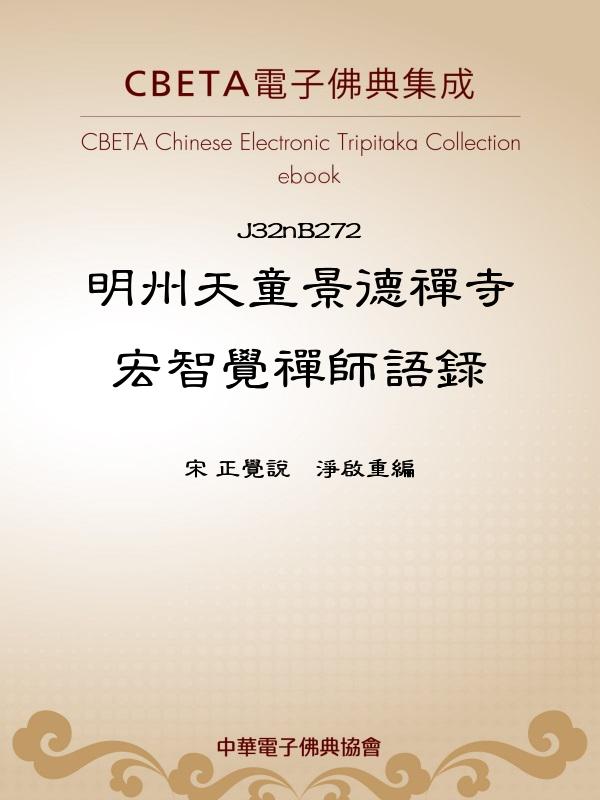 CBETA電子佛典集成
CBETA Chinese Electronic Tripitaka Collection
ebook
J32nB272
明州天童景德禪寺
宏智覺禪師語錄
宋 正覺說　淨啟重編
中華電子佛典協會